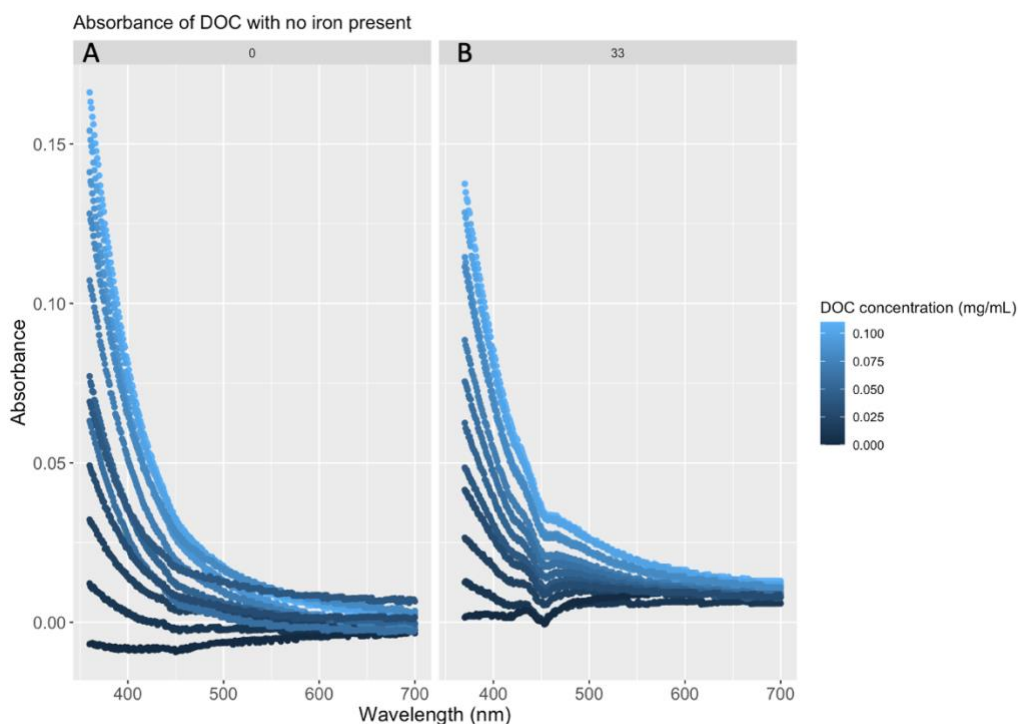 Absorbance of DOC with no iron present
A 0 B 33
0.15
0.10
0.05
0.00
Absorbance
400 500 600 700 400 500 600 700
Wavelength (nm)
DOC concentration (mg/mL)
0.100
0.075
0.050
0.025
0.000